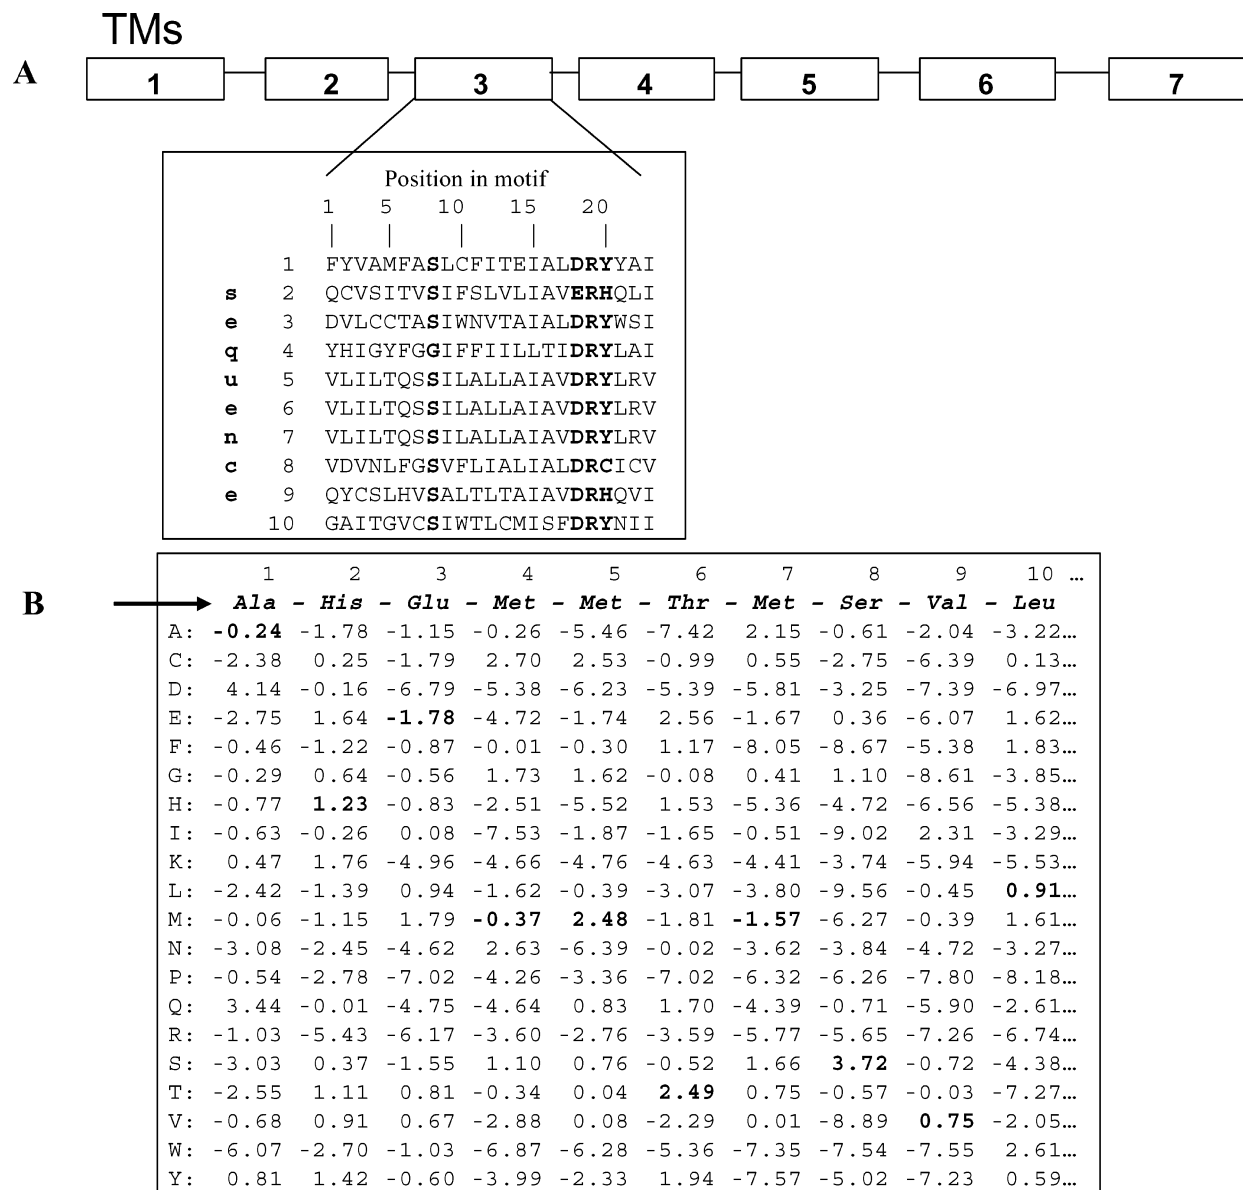 TMs
A
1 2 3 4 5 6 7
Position in motif
1 5 10 15 20
1 FYVAMFASLCFITEIALDRYYAI
s 2 QCVSITVSIFSLVLIAVERHQLI
e 3 DVLCCTASIWNVTAIALDRYWSI
q 4 YHIGYFGGIFFIILLTIDRYLAI
u 5 VLILTQSSILALLAIAVDRYLRV
e 6 VLILTQSSILALLAIAVDRYLRV
n 7 VLILTQSSILALLAIAVDRYLRV
c 8 VDVNLFGSVFLIALIALDRCICV
e 9 QYCSLHVSALTLTAIAVDRHQVI
10 GAITGVCSIWTLCMISFDRYNII
1 2 3 4 5 6 7 8 9 10 …
B
Ala – His – Glu – Met – Met – Thr – Met – Ser – Val – Leu
A: -0.24 -1.78 -1.15 -0.26 -5.46 -7.42 2.15 -0.61 -2.04 -3.22…
C: -2.38 0.25 -1.79 2.70 2.53 -0.99 0.55 -2.75 -6.39 0.13…
D: 4.14 -0.16 -6.79 -5.38 -6.23 -5.39 -5.81 -3.25 -7.39 -6.97…
E: -2.75 1.64 -1.78 -4.72 -1.74 2.56 -1.67 0.36 -6.07 1.62…
F: -0.46 -1.22 -0.87 -0.01 -0.30 1.17 -8.05 -8.67 -5.38 1.83…
G: -0.29 0.64 -0.56 1.73 1.62 -0.08 0.41 1.10 -8.61 -3.85…
H: -0.77 1.23 -0.83 -2.51 -5.52 1.53 -5.36 -4.72 -6.56 -5.38…
I: -0.63 -0.26 0.08 -7.53 -1.87 -1.65 -0.51 -9.02 2.31 -3.29…
K: 0.47 1.76 -4.96 -4.66 -4.76 -4.63 -4.41 -3.74 -5.94 -5.53…
L: -2.42 -1.39 0.94 -1.62 -0.39 -3.07 -3.80 -9.56 -0.45 0.91…
M: -0.06 -1.15 1.79 -0.37 2.48 -1.81 -1.57 -6.27 -0.39 1.61…
N: -3.08 -2.45 -4.62 2.63 -6.39 -0.02 -3.62 -3.84 -4.72 -3.27…
P: -0.54 -2.78 -7.02 -4.26 -3.36 -7.02 -6.32 -6.26 -7.80 -8.18…
Q: 3.44 -0.01 -4.75 -4.64 0.83 1.70 -4.39 -0.71 -5.90 -2.61…
R: -1.03 -5.43 -6.17 -3.60 -2.76 -3.59 -5.77 -5.65 -7.26 -6.74…
S: -3.03 0.37 -1.55 1.10 0.76 -0.52 1.66 3.72 -0.72 -4.38…
T: -2.55 1.11 0.81 -0.34 0.04 2.49 0.75 -0.57 -0.03 -7.27…
V: -0.68 0.91 0.67 -2.88 0.08 -2.29 0.01 -8.89 0.75 -2.05…
W: -6.07 -2.70 -1.03 -6.87 -6.28 -5.36 -7.35 -7.54 -7.55 2.61…
Y: 0.81 1.42 -0.60 -3.99 -2.33 1.94 -7.57 -5.02 -7.23 0.59…